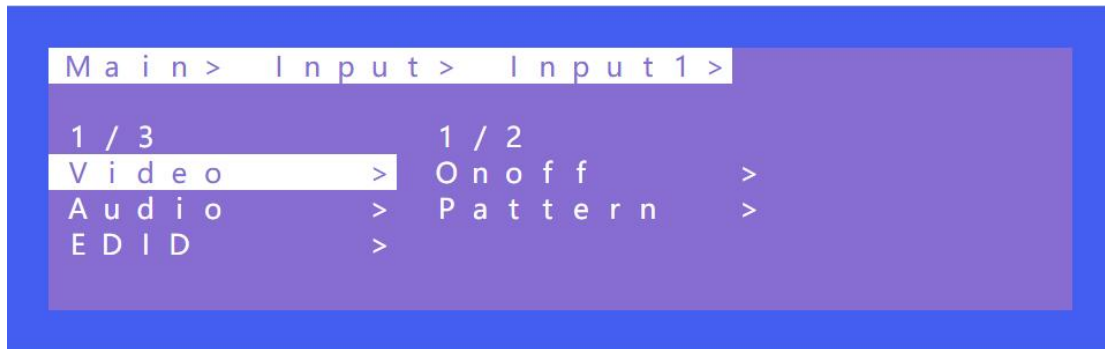 Main> Input> Input1>
1/3 1/2
Video > Onoff >
Audio > Pattern >
EDID >